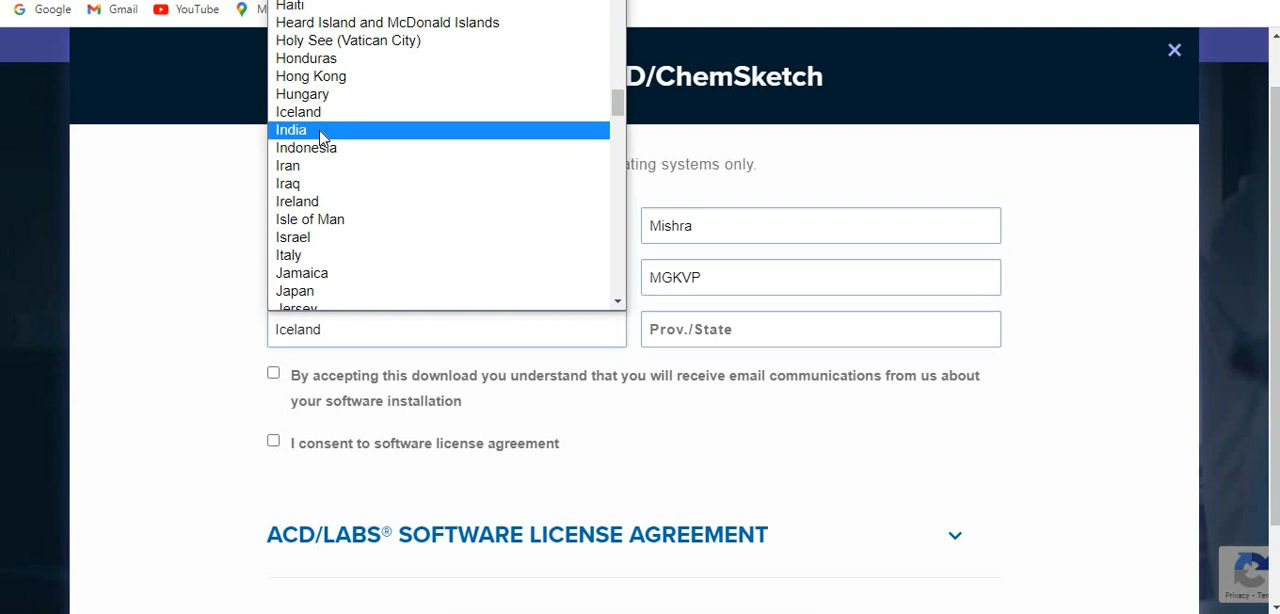 Google Gmail YouTube M
Haiti
Heard Island and McDonald Islands
Holy See (Vatican City)
Honduras
Hong Kong
Hungary
Iceland
India
Indonesia
Iran
Iraq
Ireland
Isle of Man
Israel
Italy
Jamaica
Japan
Jersey
Iceland
D/ChemSketch
×
ating systems only.
Mishra
MGKVP
Prov./State
By accepting this download you understand that you will receive email communications from us about
your software installation
I consent to software license agreement
ACD/LABS® SOFTWARE LICENSE AGREEMENT
Privacy - Ter